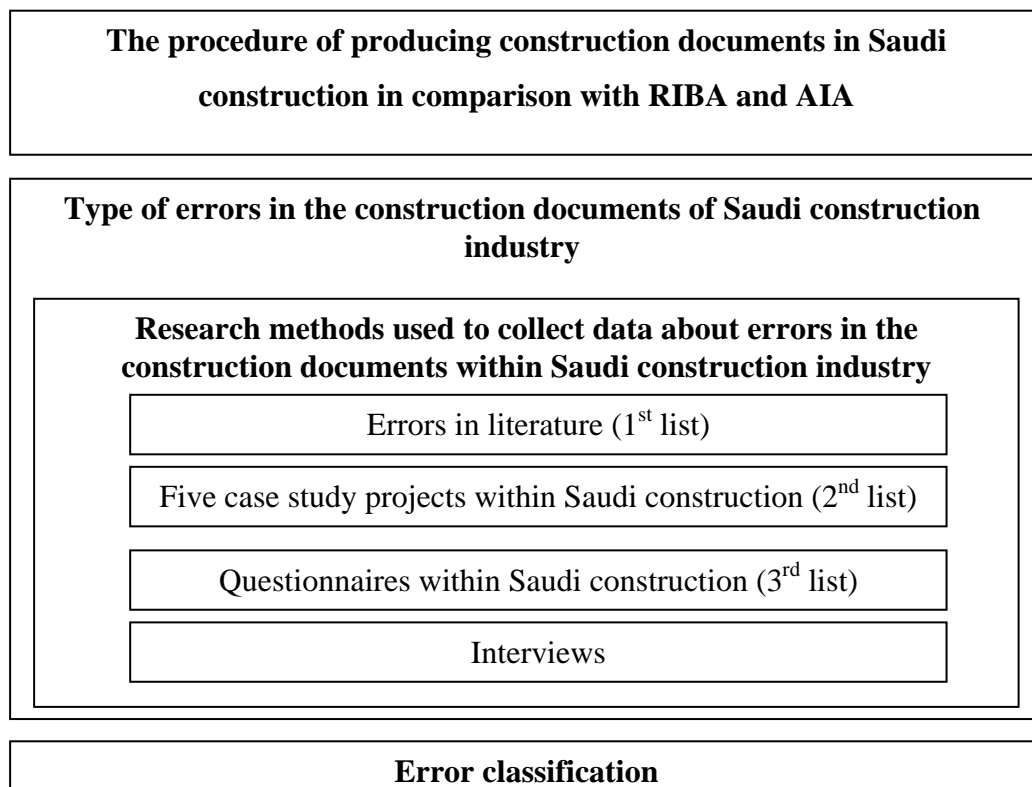 The procedure of producing construction documents in Saudi
construction in comparison with RIBA and AIA
Type of errors in the construction documents of Saudi construction
industry
Research methods used to collect data about errors in the
construction documents within Saudi construction industry
Errors in literature (1st list)
Five case study projects within Saudi construction (2nd list)
Questionnaires within Saudi construction (3rd list)
Interviews
Error classification